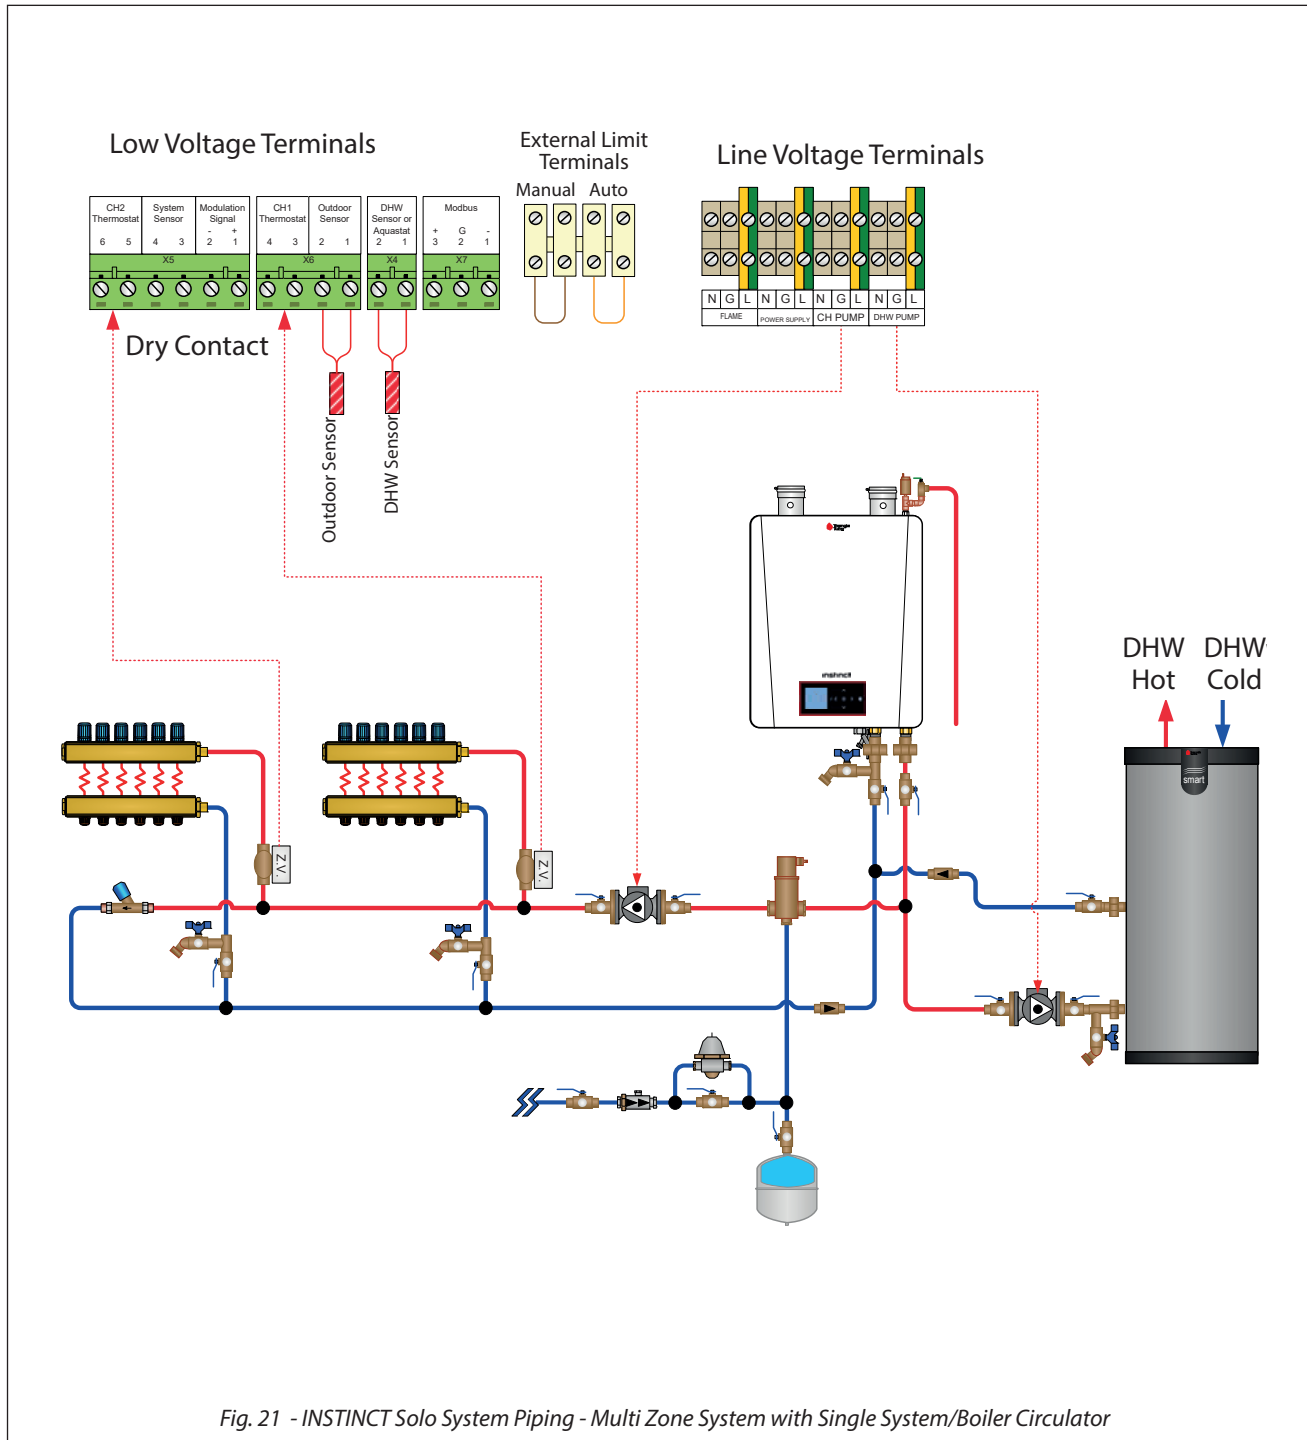 Low Voltage Terminals
External Limit
Terminals
Manual Auto
Line Voltage Terminals
CH2
Thermostat
6 5
System
Sensor
4 3
Modulation
Signal
- +
2 1
X5
CH1
Thermostat
4 3
Outdoor
Sensor
2 1
X6
DHW
Sensor or
Aquastat
2 1
X4
Modbus
+ G -
3 2 1
X7
N G L N G L N G L N G L
FLAME POWER SUPPLY CH PUMP DHW PUMP
Dry Contact
Outdoor Sensor
DHW Sensor
instinct
DHW
Hot
DHW
Cold
smart
Z.V.
Z.V.
Fig. 21 - INSTINCT Solo System Piping - Multi Zone System with Single System/Boiler Circulator